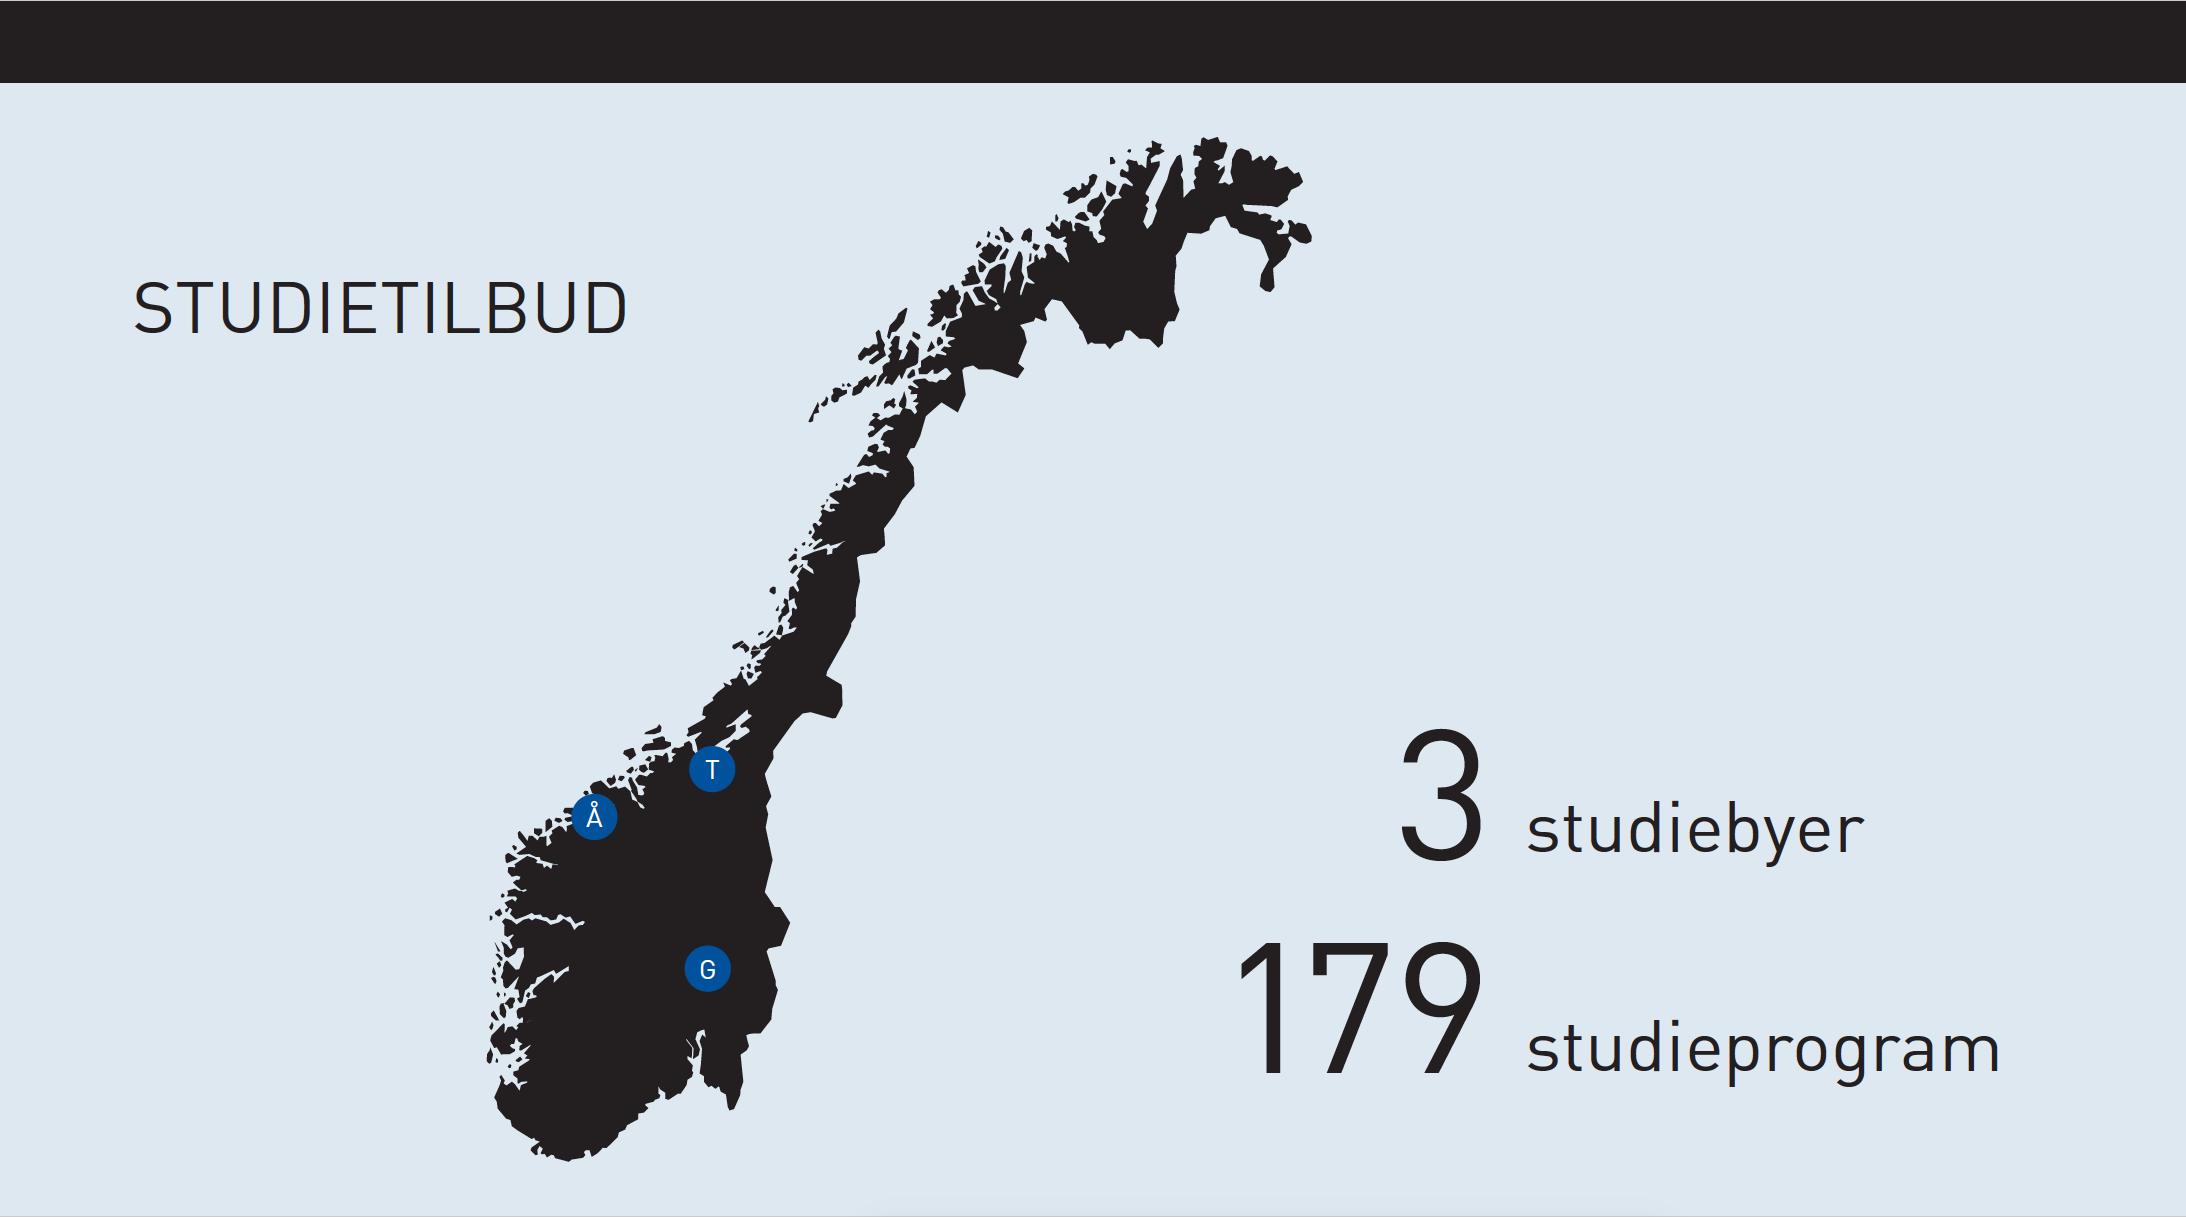 STUDIETILBUD
T
Å
3 studiebyer
G
179 studieprogram